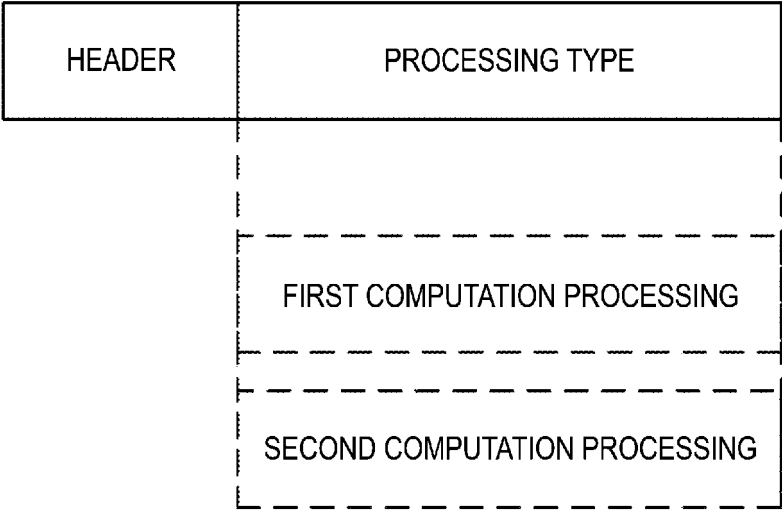 HEADER
PROCESSING TYPE
FIRST COMPUTATION PROCESSING
SECOND COMPUTATION PROCESSING